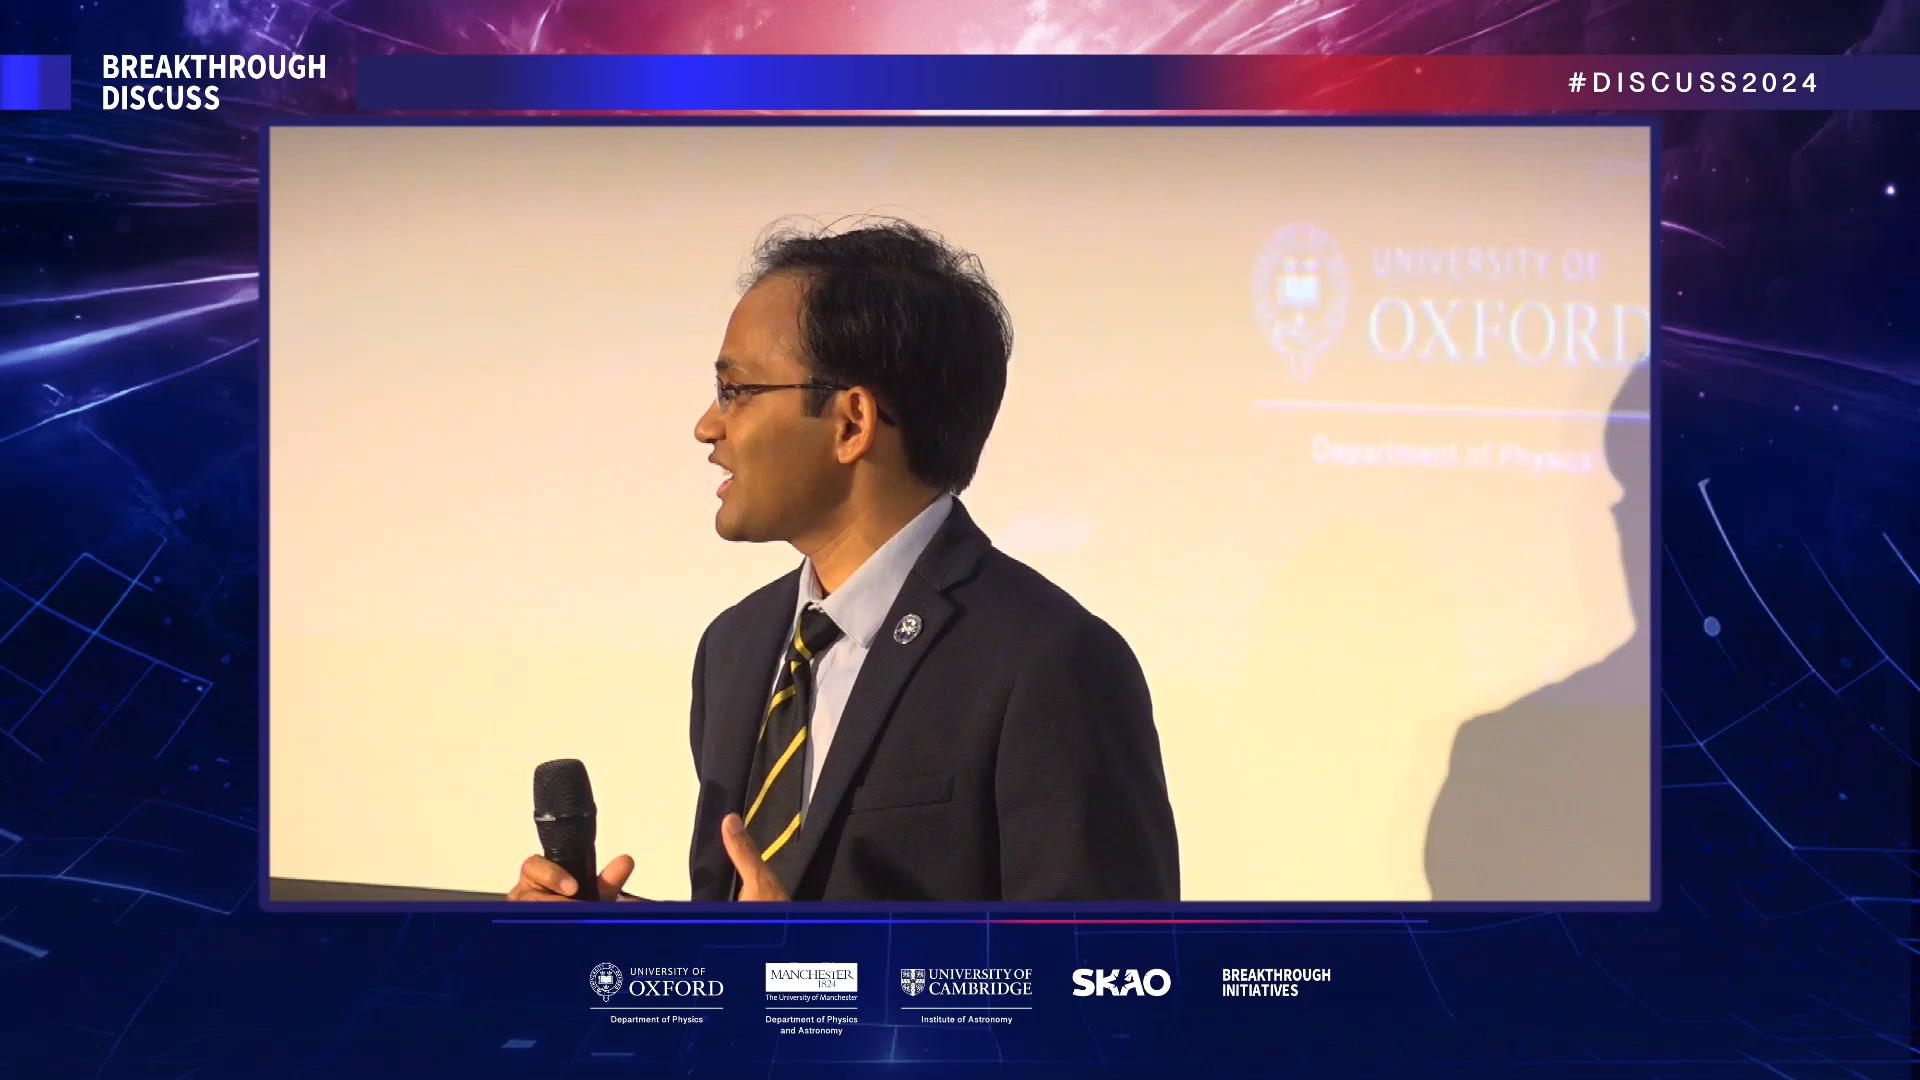 BREAKTHROUGH
DISCUSS
#DISCUSS2024
UNIVERSITY OF
OXFORD
Department of Physics
UNIVERSITY OF
OXFORD
Department of Physics
MANCHESTER
1824
The University of Manchester
Department of Physics
and Astronomy
UNIVERSITY OF
CAMBRIDGE
Institute of Astronomy
SKAO
BREAKTHROUGH
INITIATIVES